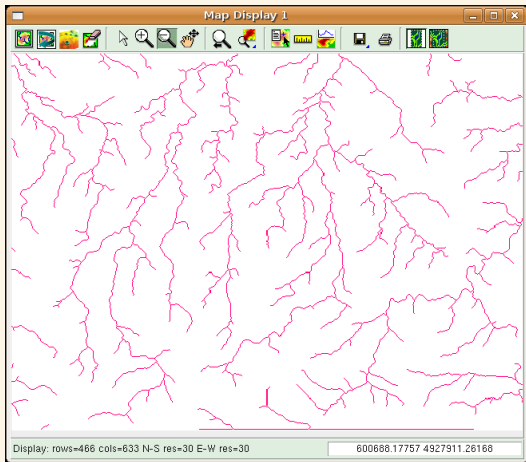 Map Display 1
Display: rows=466 cols=633 N-S res=30 E-W res=30
600688.17757 4927911.26168